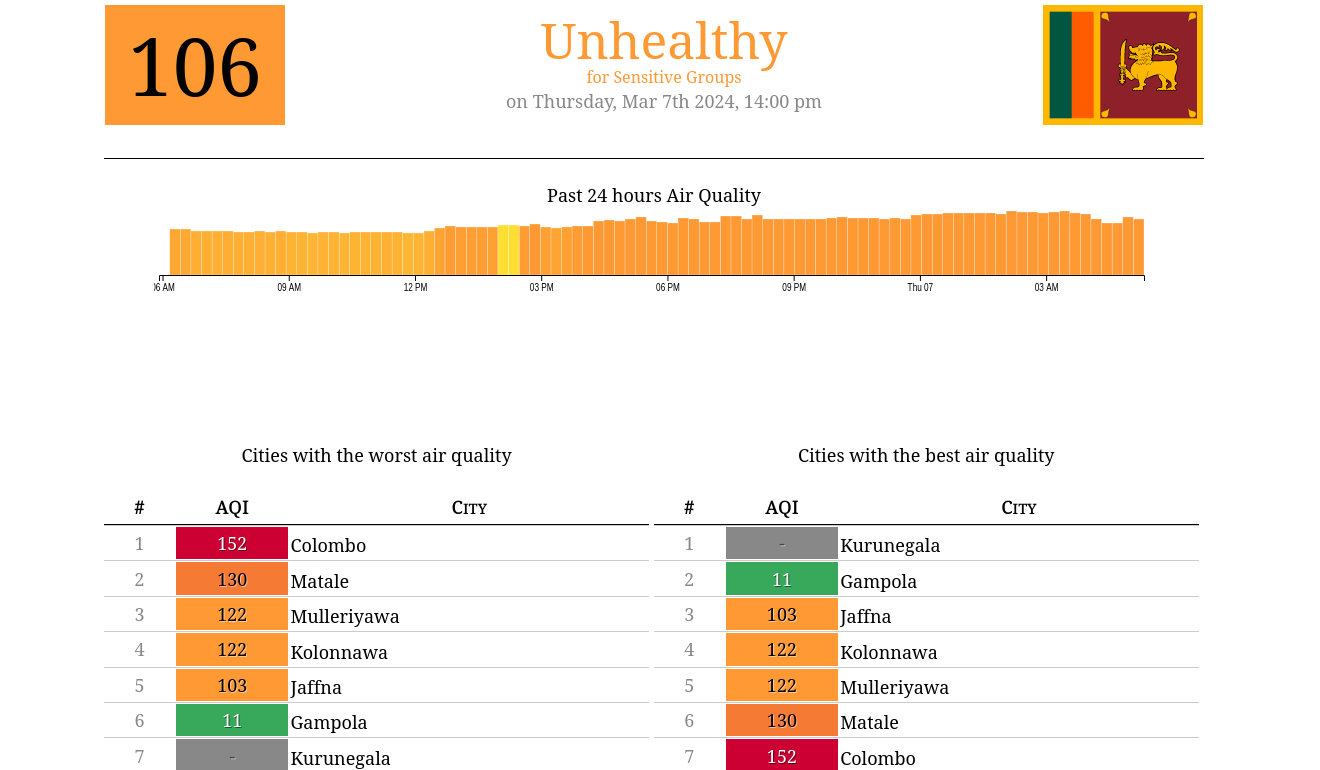 106
Unhealthy
for Sensitive Groups
on Thursday, Mar 7th 2024, 14:00 pm
Past 24 hours Air Quality
06 AM 09 AM 12 PM 03 PM 06 PM 09 PM Thu 07 03 AM
Cities with the worst air quality
# AQI City
1 152 Colombo
2 130 Matale
3 122 Mulleriyawa
4 122 Kolonnawa
5 103 Jaffna
6 11 Gampola
7 - Kurunegala
Cities with the best air quality
# AQI City
1 - Kurunegala
2 11 Gampola
3 103 Jaffna
4 122 Kolonnawa
5 122 Mulleriyawa
6 130 Matale
7 152 Colombo